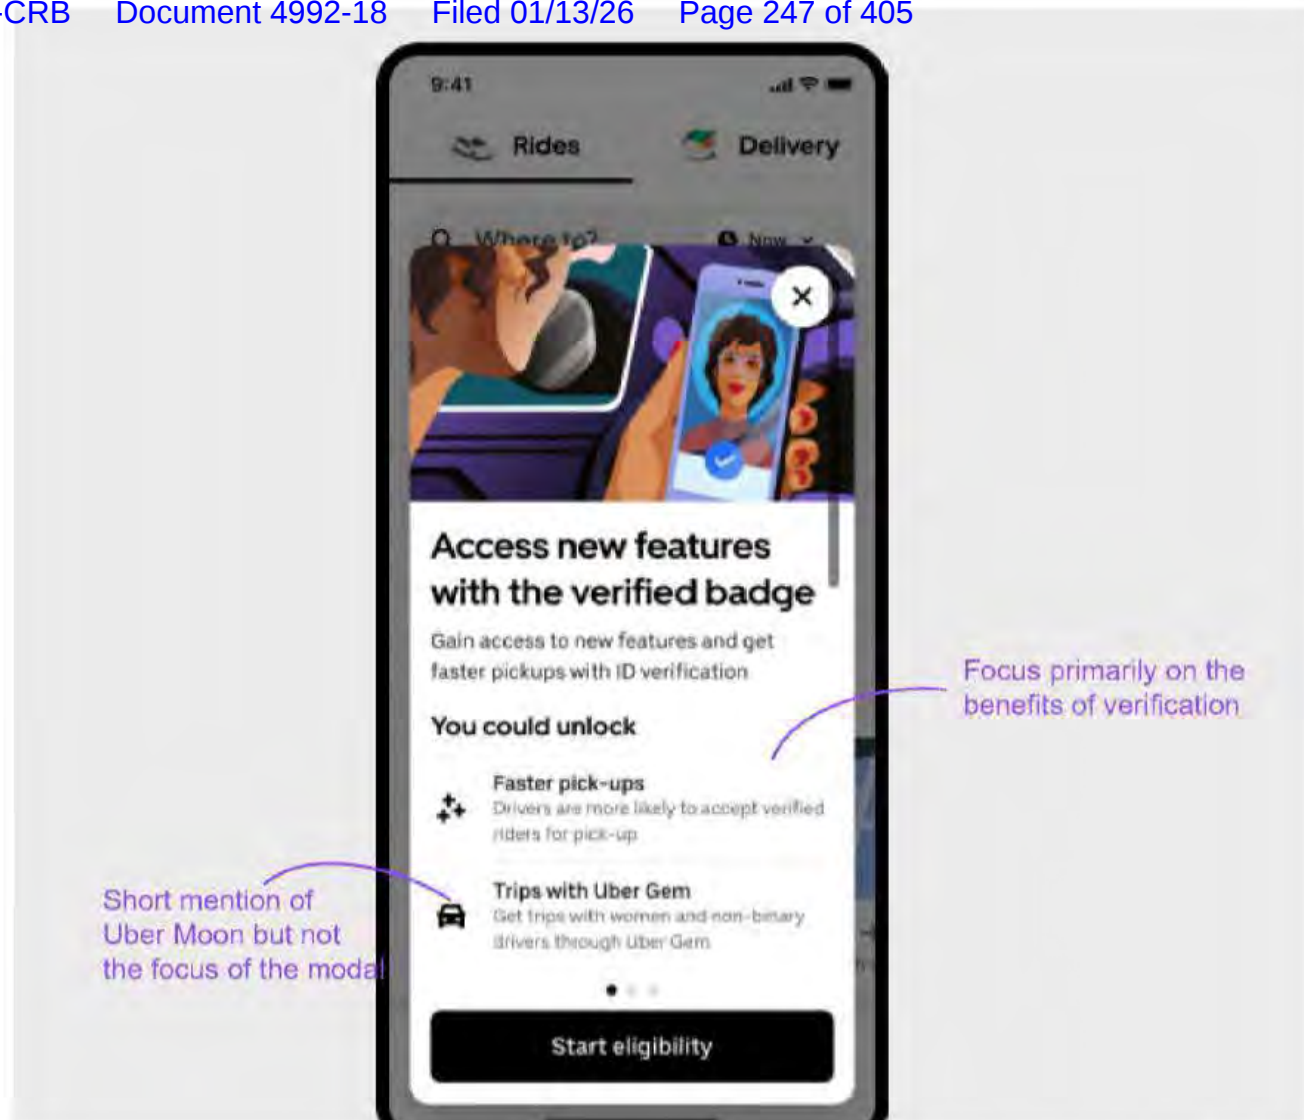 -CRB Document 4992-18 Filed 01/13/26 Page 247 of 405
9:41
Rides Delivery
Where to? Now
Access new features
with the verified badge
Gain access to new features and get
faster pickups with ID verification
Focus primarily on the
benefits of verification
You could unlock
Faster pick-ups
Drivers are more likely to accept verified
riders for pick-up
Short mention of
Uber Moon but not
the focus of the modal
Trips with Uber Gem
Get trips with women and non-binary
drivers through Uber Gem
Start eligibility